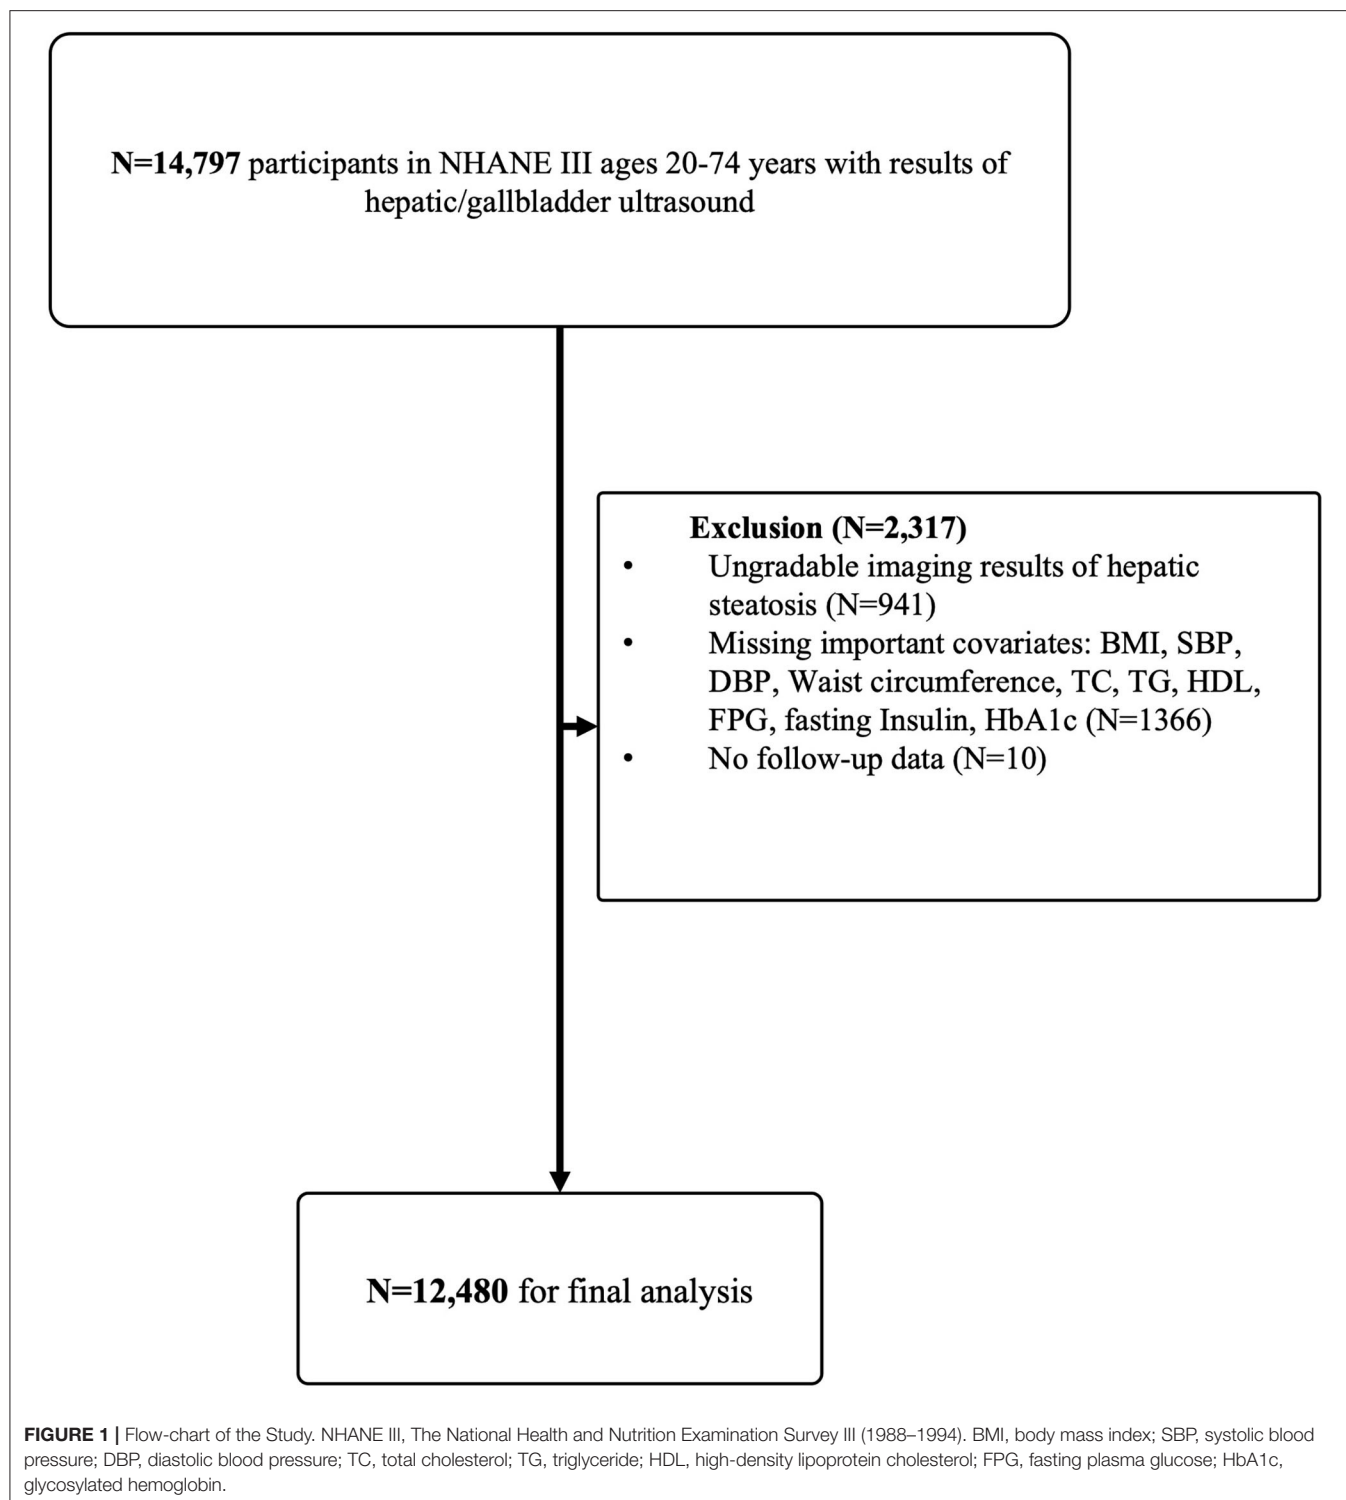 N=14,797 participants in NHANE III ages 20-74 years with results of
hepatic/gallbladder ultrasound
Exclusion (N=2,317)
• Ungradable imaging results of hepatic
steatosis (N=941)
• Missing important covariates: BMI, SBP,
DBP, Waist circumference, TC, TG, HDL,
FPG, fasting Insulin, HbA1c (N=1366)
• No follow-up data (N=10)
N=12,480 for final analysis
FIGURE 1 | Flow-chart of the Study. NHANE III, The National Health and Nutrition Examination Survey III (1988–1994). BMI, body mass index; SBP, systolic blood
pressure; DBP, diastolic blood pressure; TC, total cholesterol; TG, triglyceride; HDL, high-density lipoprotein cholesterol; FPG, fasting plasma glucose; HbA1c,
glycosylated hemoglobin.